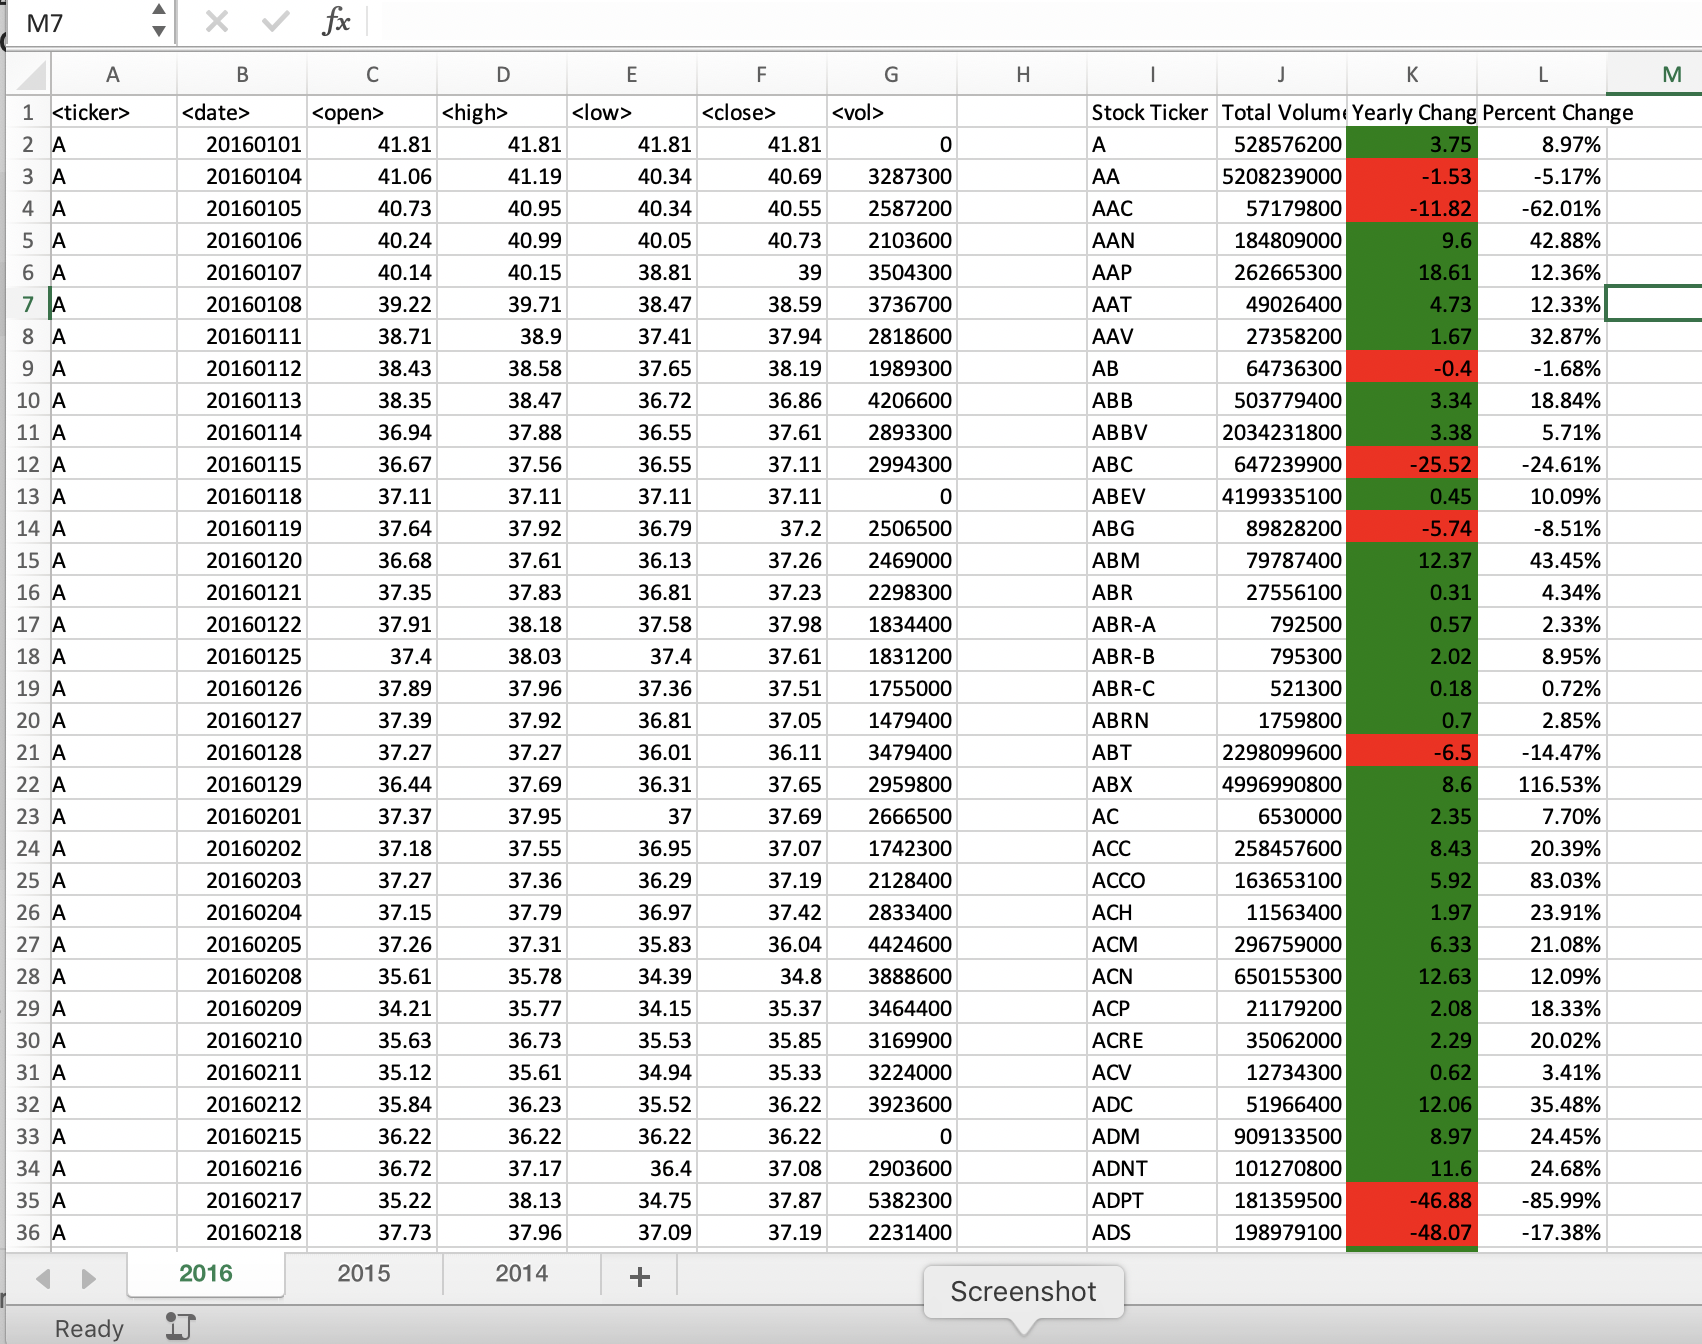 M7 fx
A B C D E F G H I J K L M
1 <ticker> <date> <open> <high> <low> <close> <vol> Stock Ticker Total Volum Yearly Chang Percent Change
2 A 20160101 41.81 41.81 41.81 41.81 0 A 528576200 3.75 8.97%
3 A 20160104 41.06 41.19 40.34 40.69 3287300 AA 5208239000 -1.53 -5.17%
4 A 20160105 40.73 40.95 40.34 40.55 2587200 AAC 57179800 -11.82 -62.01%
5 A 20160106 40.24 40.99 40.05 40.73 2103600 AAN 184809000 9.6 42.88%
6 A 20160107 40.14 40.15 38.81 39 3504300 AAP 262665300 18.61 12.36%
7 A 20160108 39.22 39.71 38.47 38.59 3736700 AAT 49026400 4.73 12.33%
8 A 20160111 38.71 38.9 37.41 37.94 2818600 AAV 27358200 1.67 32.87%
9 A 20160112 38.43 38.58 37.65 38.19 1989300 AB 64736300 -0.4 -1.68%
10 A 20160113 38.35 38.47 36.72 36.86 4206600 ABB 503779400 3.34 18.84%
11 A 20160114 36.94 37.88 36.55 37.61 2893300 ABBV 2034231800 3.38 5.71%
12 A 20160115 36.67 37.56 36.55 37.11 2994300 ABC 647239900 -25.52 -24.61%
13 A 20160118 37.11 37.11 37.11 37.11 0 ABEV 4199335100 0.45 10.09%
14 A 20160119 37.64 37.92 36.79 37.2 2506500 ABG 89828200 -5.74 -8.51%
15 A 20160120 36.68 37.61 36.13 37.26 2469000 ABM 79787400 12.37 43.45%
16 A 20160121 37.35 37.83 36.81 37.23 2298300 ABR 27556100 0.31 4.34%
17 A 20160122 37.91 38.18 37.58 37.98 1834400 ABR-A 792500 0.57 2.33%
18 A 20160125 37.4 38.03 37.4 37.61 1831200 ABR-B 795300 2.02 8.95%
19 A 20160126 37.89 37.96 37.36 37.51 1755000 ABR-C 521300 0.18 0.72%
20 A 20160127 37.39 37.92 36.81 37.05 1479400 ABRN 1759800 0.7 2.85%
21 A 20160128 37.27 37.27 36.01 36.11 3479400 ABT 2298099600 -6.5 -14.47%
22 A 20160129 36.44 37.69 36.31 37.65 2959800 ABX 4996990800 8.6 116.53%
23 A 20160201 37.37 37.95 37 37.69 2666500 AC 6530000 2.35 7.70%
24 A 20160202 37.18 37.55 36.95 37.07 1742300 ACC 258457600 8.43 20.39%
25 A 20160203 37.27 37.36 36.29 37.19 2128400 ACCO 163653100 5.92 83.03%
26 A 20160204 37.15 37.79 36.97 37.42 2833400 ACH 11563400 1.97 23.91%
27 A 20160205 37.26 37.31 35.83 36.04 4424600 ACM 296759000 6.33 21.08%
28 A 20160208 35.61 35.78 34.39 34.8 3888600 ACN 650155300 12.63 12.09%
29 A 20160209 34.21 35.77 34.15 35.37 3464400 ACP 21179200 2.08 18.33%
30 A 20160210 35.63 36.73 35.53 35.85 3169900 ACRE 35062000 2.29 20.02%
31 A 20160211 35.12 35.61 34.94 35.33 3224000 ACV 12734300 0.62 3.41%
32 A 20160212 35.84 36.23 35.52 36.22 3923600 ADC 51966400 12.06 35.48%
33 A 20160215 36.22 36.22 36.22 36.22 0 ADM 909133500 8.97 24.45%
34 A 20160216 36.72 37.17 36.4 37.08 2903600 ADNT 101270800 11.6 24.68%
35 A 20160217 35.22 38.13 34.75 37.87 5382300 ADPT 181359500 -46.88 -85.99%
36 A 20160218 37.73 37.96 37.09 37.19 2231400 ADS 198979100 -48.07 -17.38%
2016 2015 2014 +
Screenshot
Ready